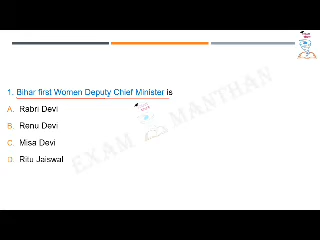 1. Bihar first Women Deputy Chief Minister is
A. Rabri Devi
B. Renu Devi
C. Misa Devi
D. Ritu Jaiswal
EXAM MANTHAN